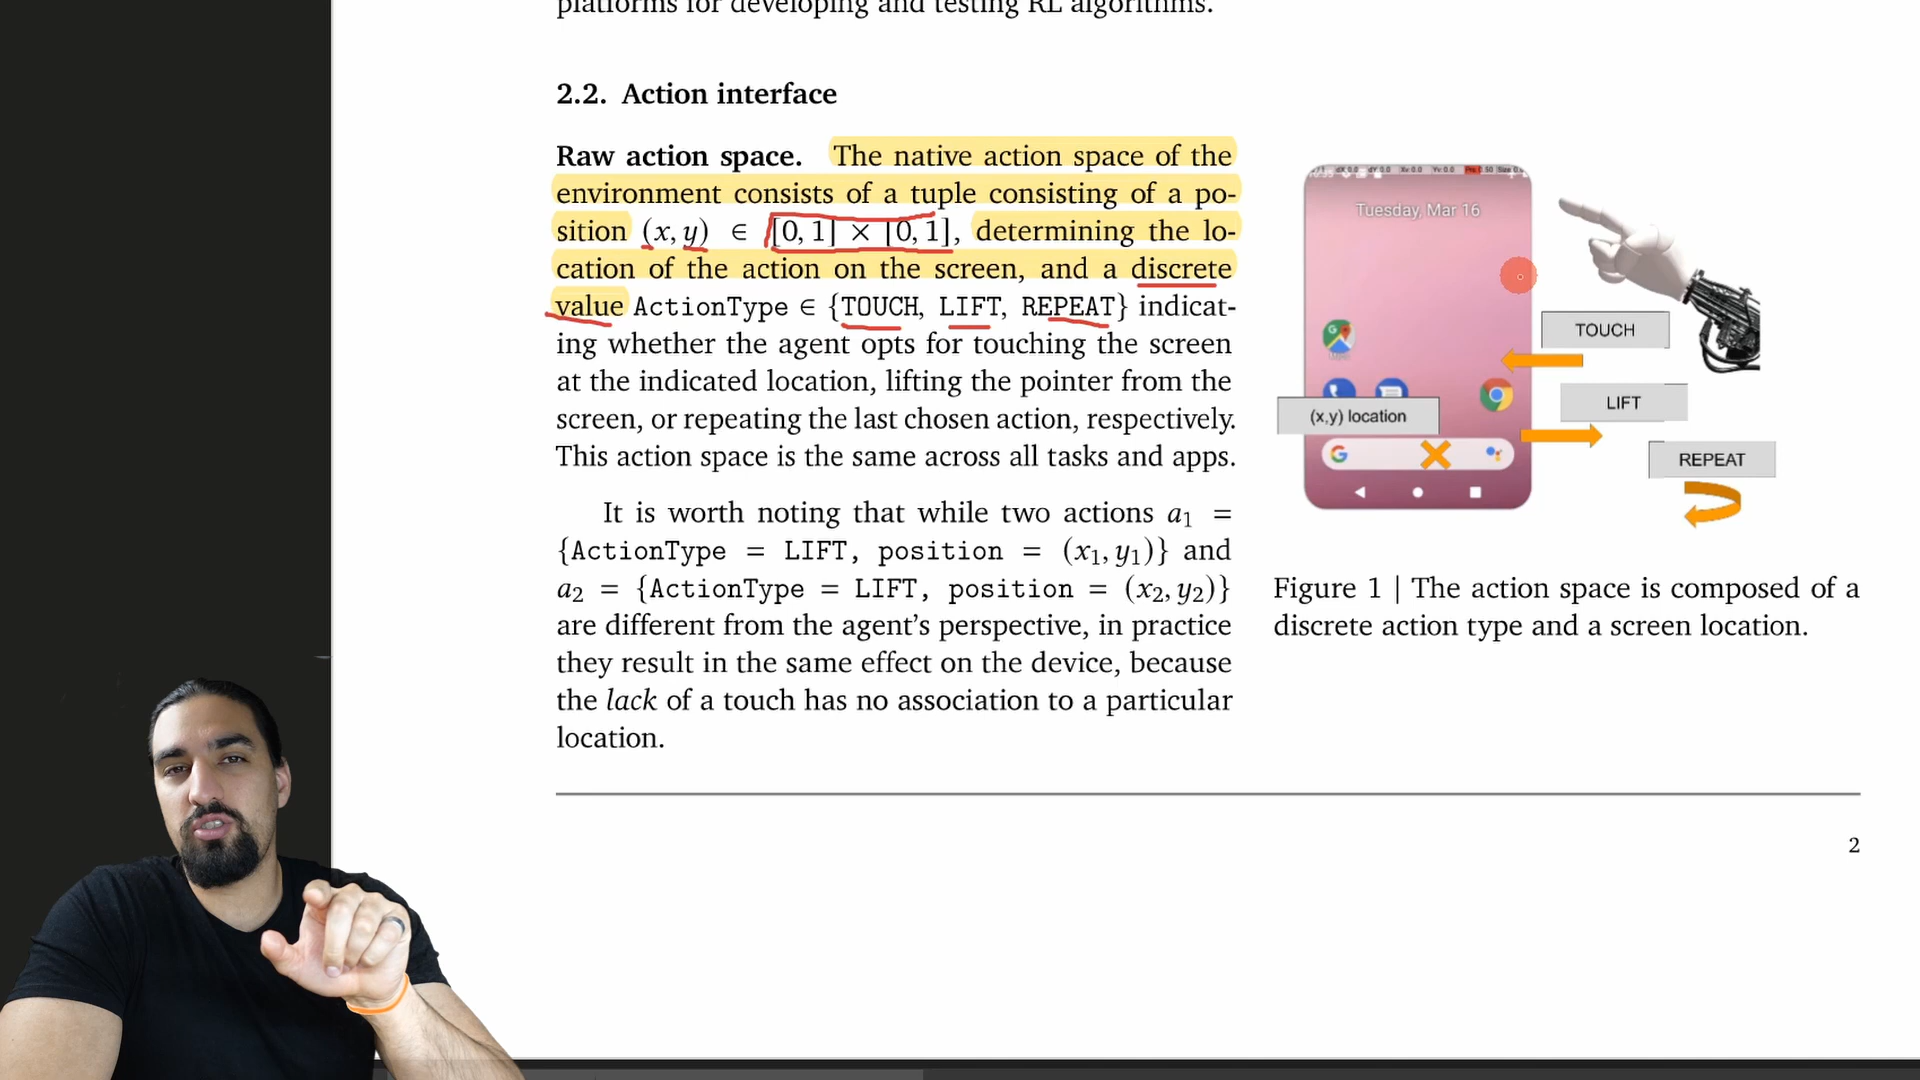 platforms for developing and testing RL algorithms.
2.2. Action interface
Raw action space. The native action space of the
environment consists of a tuple consisting of a po-
sition (x, y) ∈ [0, 1] × [0, 1], determining the lo-
cation of the action on the screen, and a discrete
value ActionType ∈ {TOUCH, LIFT, REPEAT} indicat-
ing whether the agent opts for touching the screen
at the indicated location, lifting the pointer from the
screen, or repeating the last chosen action, respectively.
This action space is the same across all tasks and apps.
It is worth noting that while two actions a₁ =
{ActionType = LIFT, position = (x₁, y₁)} and
a₂ = {ActionType = LIFT, position = (x₂, y₂)}
are different from the agent’s perspective, in practice
they result in the same effect on the device, because
the lack of a touch has no association to a particular
location.
Tuesday, Mar 16
TOUCH
LIFT
(x,y) location
REPEAT
G
Figure 1 | The action space is composed of a
discrete action type and a screen location.
2